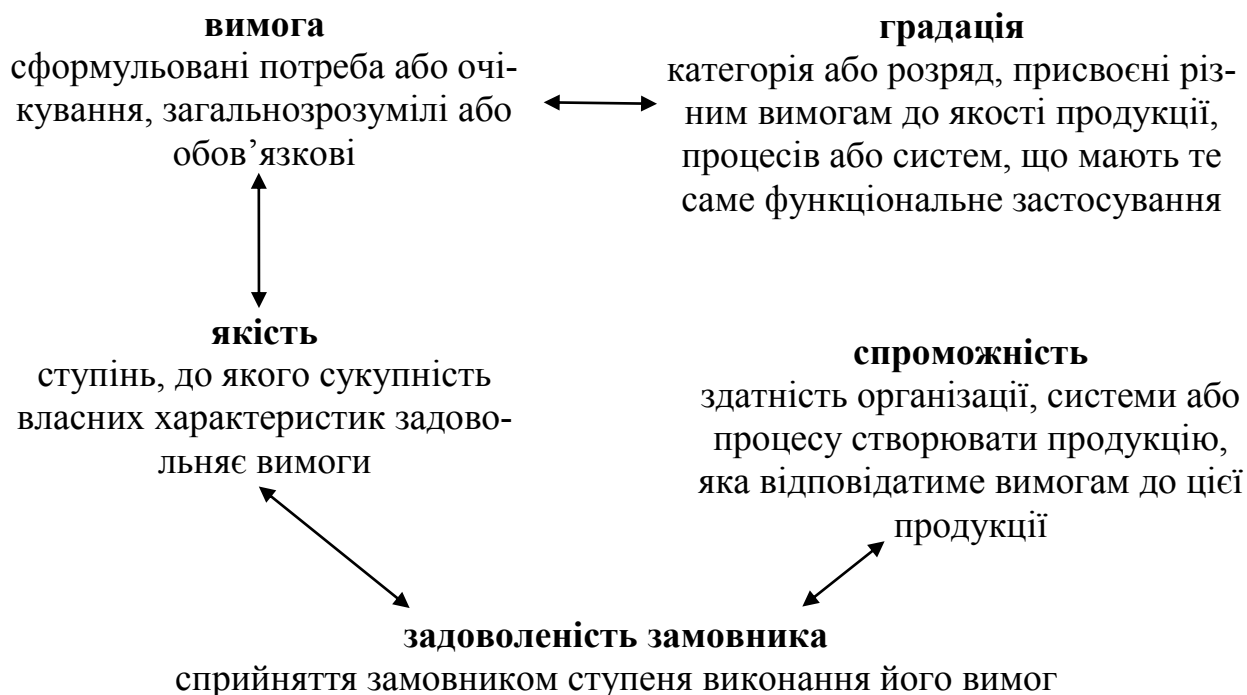 вимога
сформульовані потреба або очі-
кування, загальнозрозумілі або
обов’язкові
градація
категорія або розряд, присвоєні різ-
ним вимогам до якості продукції,
процесів або систем, що мають те
саме функціональне застосування
якість
ступінь, до якого сукупність
власних характеристик задово-
льняє вимоги
спроможність
здатність організації, системи або
процесу створювати продукцію,
яка відповідатиме вимогам до цієї
продукції
задоволеність замовника
сприйняття замовником ступеня виконання його вимог